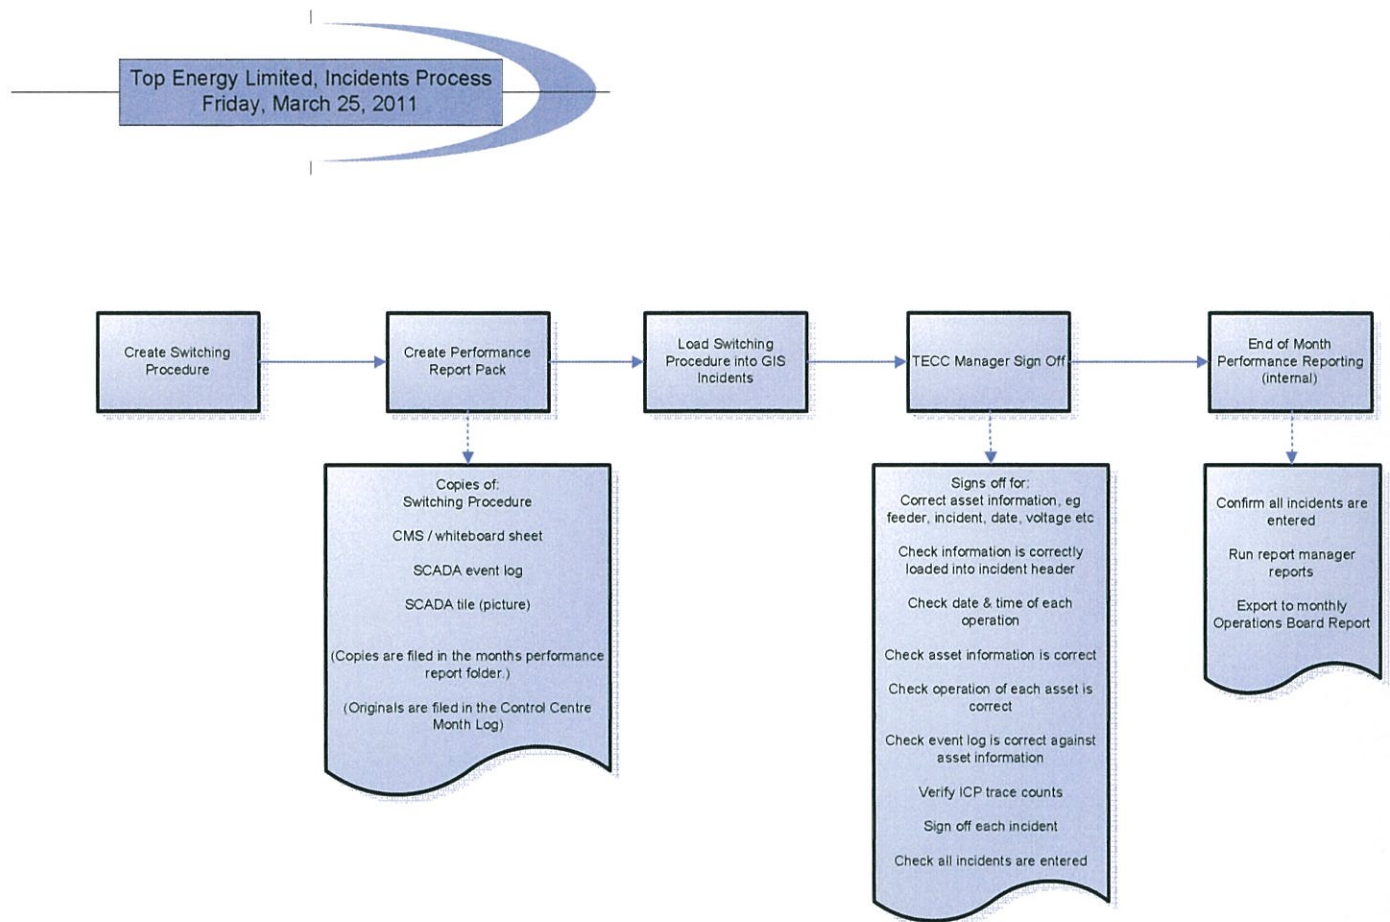 Top Energy Limited, Incidents Process
Friday, March 25, 2011
Create Switching
Procedure
Create Performance
Report Pack
Load Switching
Procedure into GIS
Incidents
TECC Manager Sign Off
End of Month
Performance Reporting
(internal)
Copies of:
Switching Procedure
CMS / whiteboard sheet
SCADA event log
SCADA tile (picture)
(Copies are filed in the months performance
report folder.)
(Originals are filed in the Control Centre
Month Log)
Signs off for:
Correct asset information, eg
feeder, incident, date, voltage etc
Check information is correctly
loaded into incident header
Check date & time of each
operation
Check asset information is correct
Check operation of each asset is
correct
Check event log is correct against
asset information
Verify ICP trace counts
Sign off each incident
Check all incidents are entered
Confirm all incidents are
entered
Run report manager
reports
Export to monthly
Operations Board Report